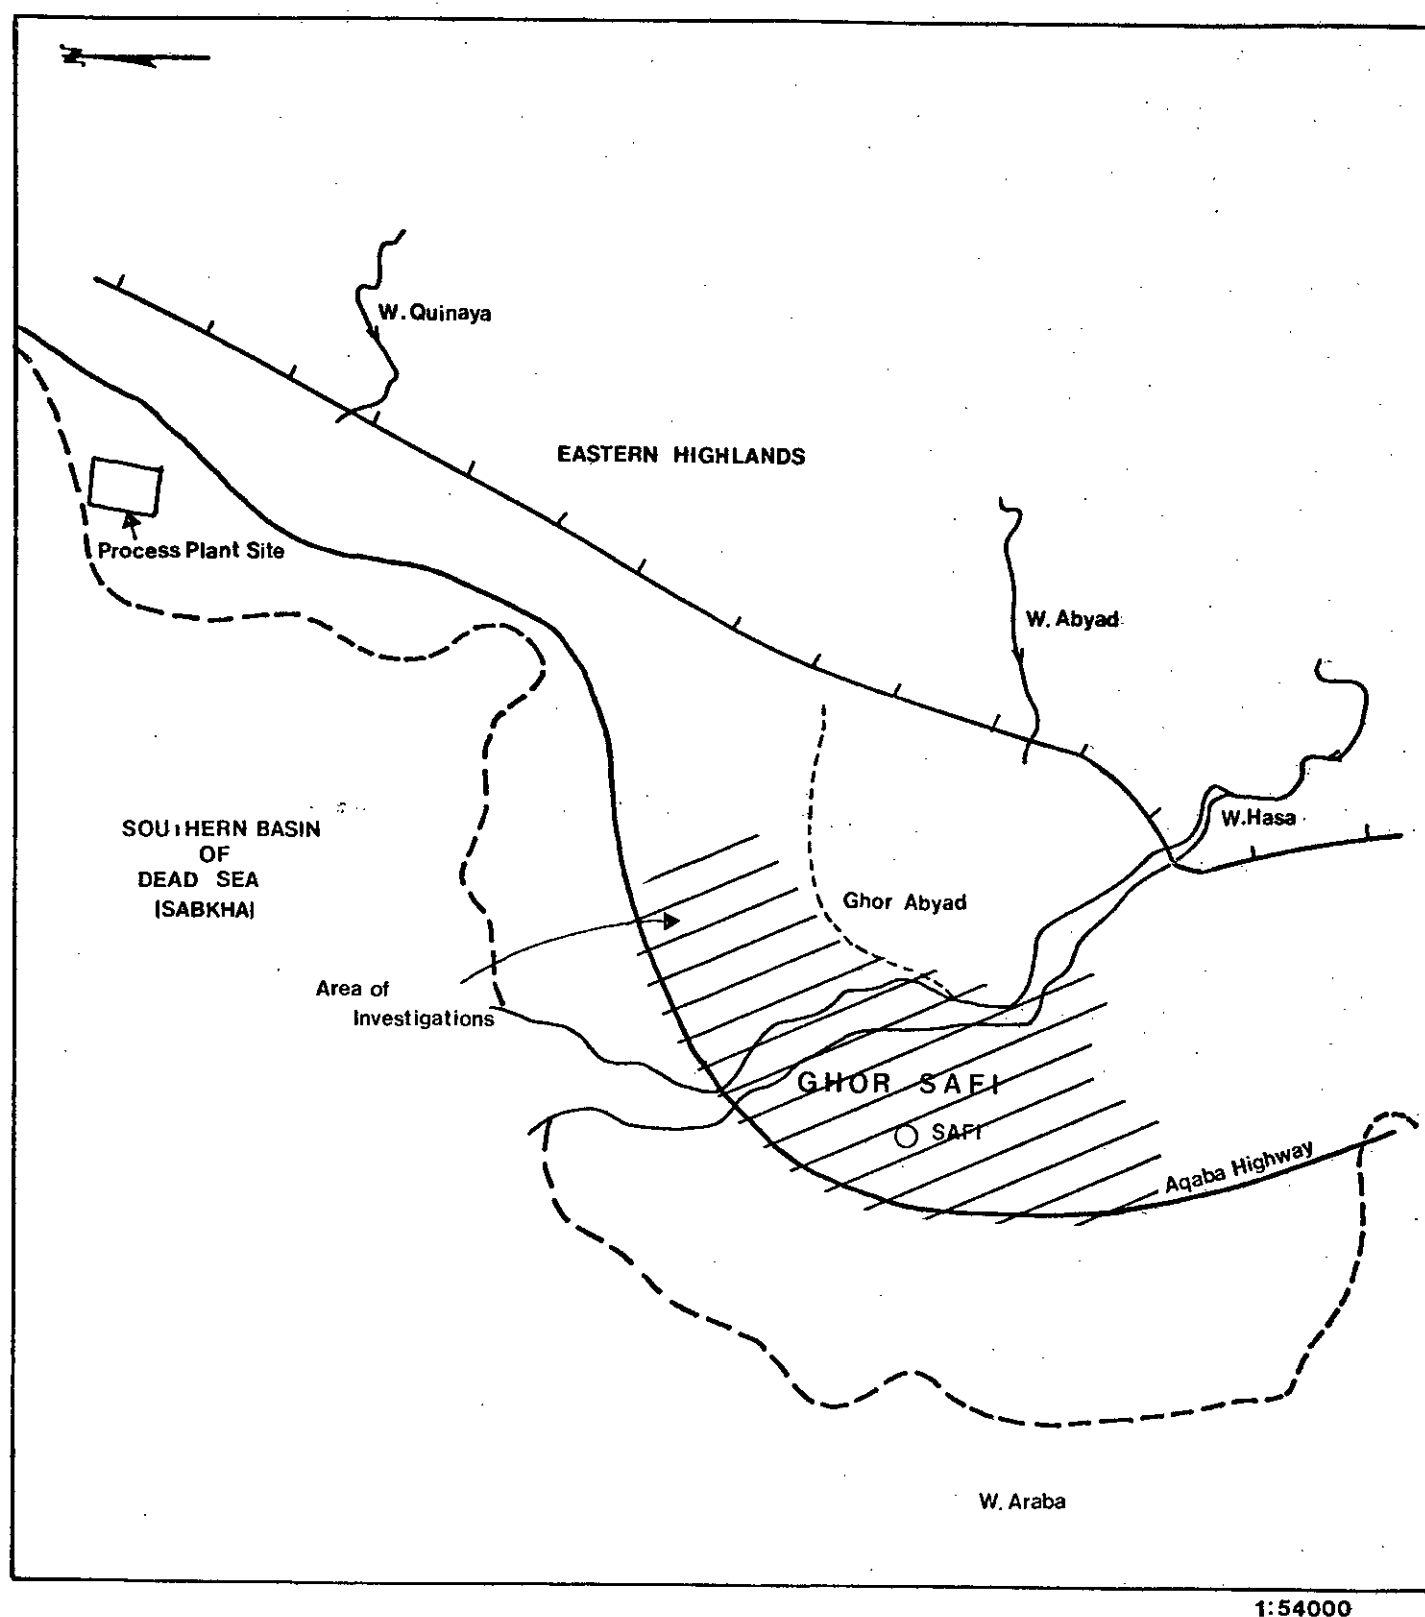 N
W. Quinaya
EASTERN HIGHLANDS
Process Plant Site
W. Abyad
W. Hasa
SOUTHERN BASIN
OF
DEAD SEA
(SABKHA)
Ghor Abyad
Area of
Investigations
GHOR SAFI
SAFI
Aqaba Highway
W. Araba
1:54000